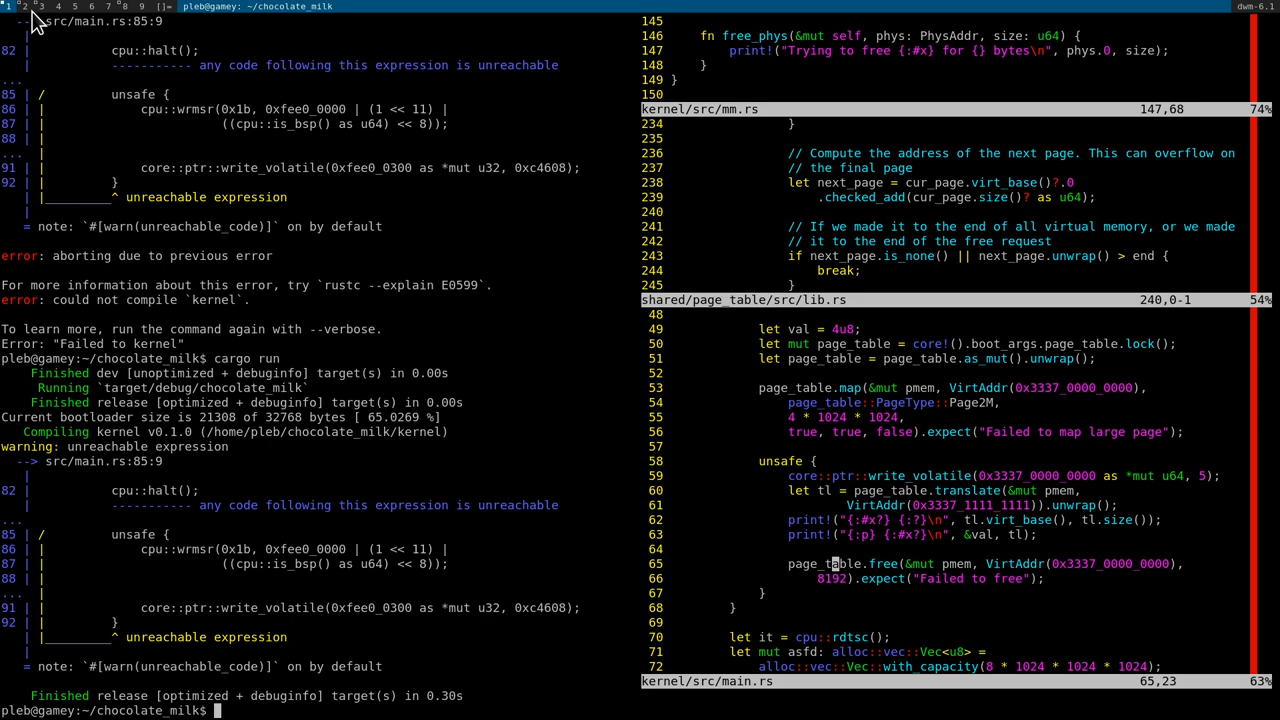 1 2 3 4 5 6 7 8 9 []= pleb@gamey: ~/chocolate_milk dwm-6.1
--> src/main.rs:85:9
   |
82 |         cpu::halt();
   |         ----------- any code following this expression is unreachable
...
85 | /         unsafe {
86 | |             cpu::wrmsr(0x1b, 0xfee0_0000 | (1 << 11) |
87 | |                        ((cpu::is_bsp() as u64) << 8));
88 | |
...  |
91 | |             core::ptr::write_volatile(0xfee0_0300 as *mut u32, 0xc4608);
92 | |         }
   | |_________^ unreachable expression
   |
   = note: `#[warn(unreachable_code)]` on by default
error: aborting due to previous error
For more information about this error, try `rustc --explain E0599`.
error: could not compile `kernel`.
To learn more, run the command again with --verbose.
Error: "Failed to kernel"
pleb@gamey:~/chocolate_milk$ cargo run
    Finished dev [unoptimized + debuginfo] target(s) in 0.00s
     Running `target/debug/chocolate_milk`
    Finished release [optimized + debuginfo] target(s) in 0.00s
Current bootloader size is 21308 of 32768 bytes [ 65.0269 %]
   Compiling kernel v0.1.0 (/home/pleb/chocolate_milk/kernel)
warning: unreachable expression
  --> src/main.rs:85:9
   |
82 |         cpu::halt();
   |         ----------- any code following this expression is unreachable
...
85 | /         unsafe {
86 | |             cpu::wrmsr(0x1b, 0xfee0_0000 | (1 << 11) |
87 | |                        ((cpu::is_bsp() as u64) << 8));
88 | |
...  |
91 | |             core::ptr::write_volatile(0xfee0_0300 as *mut u32, 0xc4608);
92 | |         }
   | |_________^ unreachable expression
   |
   = note: `#[warn(unreachable_code)]` on by default
    Finished release [optimized + debuginfo] target(s) in 0.30s
pleb@gamey:~/chocolate_milk$
145
146     fn free_phys(&mut self, phys: PhysAddr, size: u64) {
147         print!("Trying to free {:#x} for {} bytes\n", phys.0, size);
148     }
149 }
150
kernel/src/mm.rs 147,68 74%
234                 }
235
236                 // Compute the address of the next page. This can overflow on
237                 // the final page
238                 let next_page = cur_page.virt_base()?.0
239                     .checked_add(cur_page.size()? as u64);
240
241                 // If we made it to the end of all virtual memory, or we made
242                 // it to the end of the free request
243                 if next_page.is_none() || next_page.unwrap() > end {
244                     break;
245                 }
shared/page_table/src/lib.rs 240,0-1 54%
48
49             let val = 4u8;
50             let mut page_table = core!().boot_args.page_table.lock();
51             let page_table = page_table.as_mut().unwrap();
52
53             page_table.map(&mut pmem, VirtAddr(0x3337_0000_0000),
54                 page_table::PageType::Page2M,
55                 4 * 1024 * 1024,
56                 true, true, false).expect("Failed to map large page");
57
58             unsafe {
59                 core::ptr::write_volatile(0x3337_0000_0000 as *mut u64, 5);
60                 let tl = page_table.translate(&mut pmem,
61                         VirtAddr(0x3337_1111_1111)).unwrap();
62                 print!("{:#x?} {:?}\n", tl.virt_base(), tl.size());
63                 print!("{:p} {:#x?}\n", &val, tl);
64
65                 page_table.free(&mut pmem, VirtAddr(0x3337_0000_0000),
66                     8192).expect("Failed to free");
67             }
68         }
69
70         let it = cpu::rdtsc();
71         let mut asfd: alloc::vec::Vec<u8> =
72             alloc::vec::Vec::with_capacity(8 * 1024 * 1024 * 1024);
kernel/src/main.rs 65,23 63%